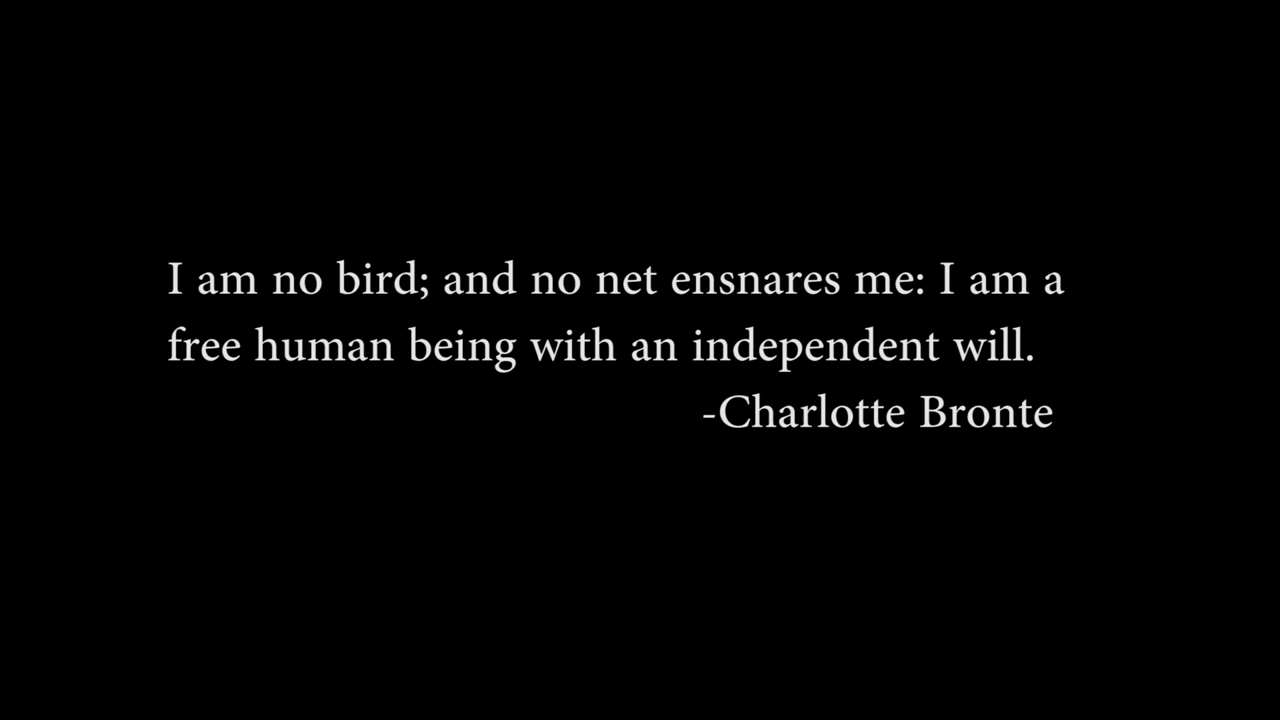 I am no bird; and no net ensnares me: I am a
free human being with an independent will.
-Charlotte Bronte